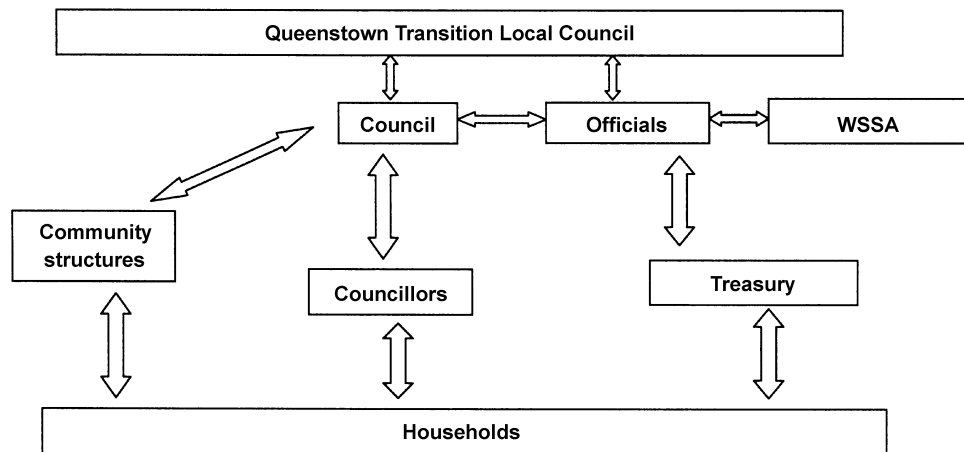 Queenstown Transition Local Council
Council
Officials
WSSA
Community
structures
Councillors
Treasury
Households